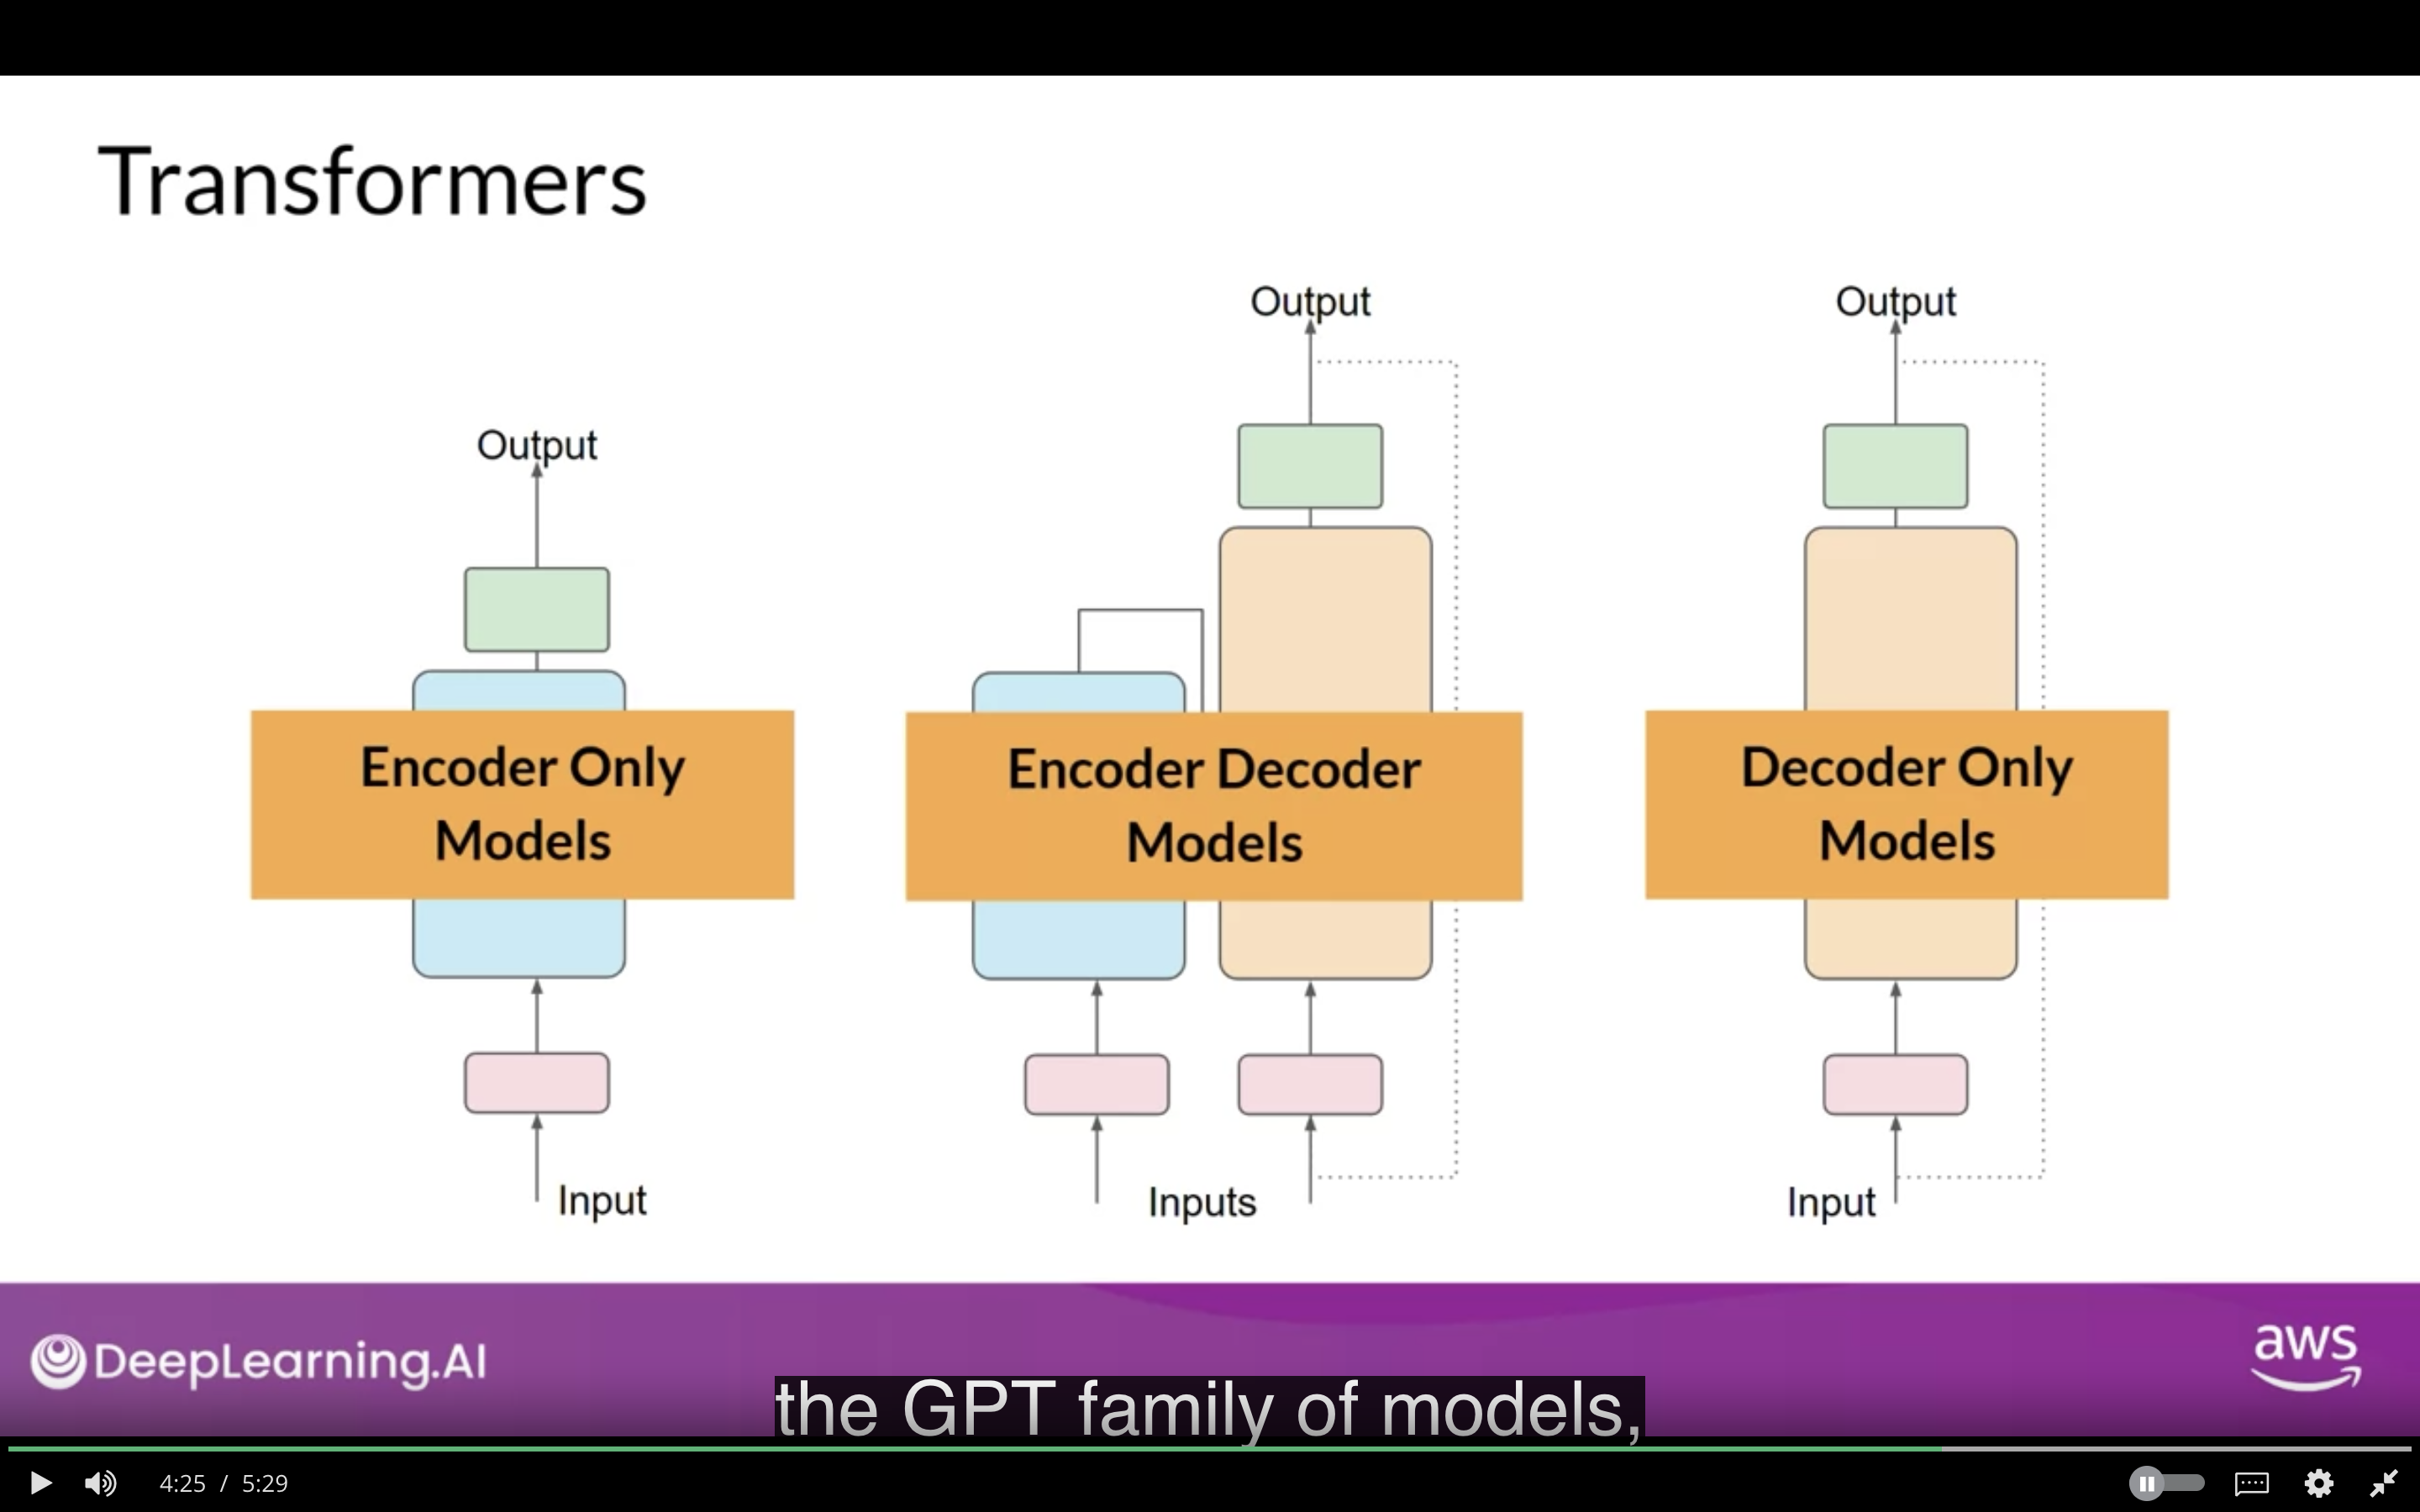 Transformers
Output
Encoder Only
Models
Input
Output
Encoder Decoder
Models
Inputs
Output
Decoder Only
Models
Input
DeepLearning.AI
aws
the GPT family of models,
4:25 / 5:29